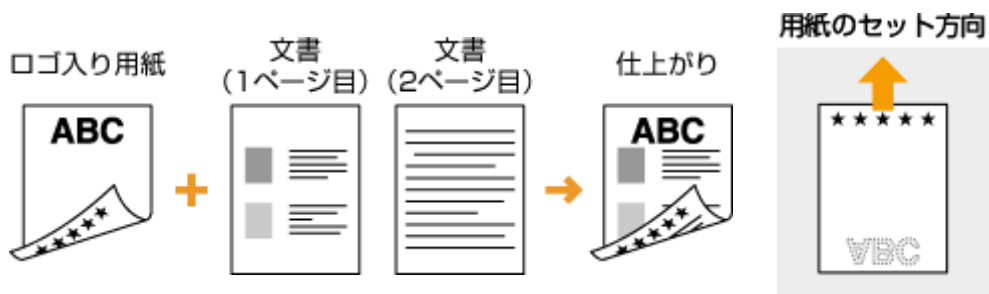 用紙のセット方向
ロゴ入り用紙
文書
(1ページ目)
文書
(2ページ目)
仕上がり
ABC
ABC
★★★★★
★★★★★
★★★★★
ABC